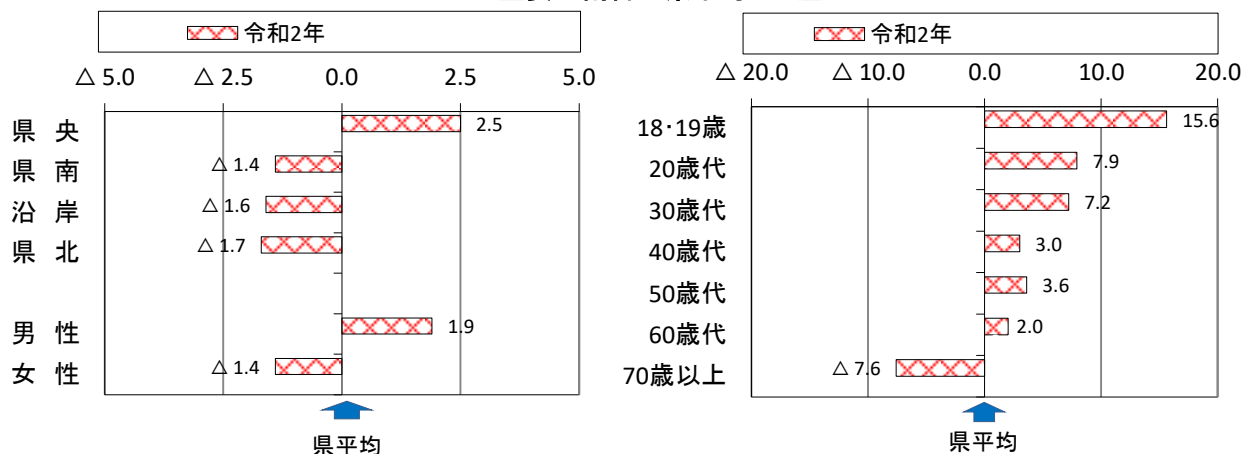 令和2年
△ 5.0 △ 2.5 0.0 2.5 5.0
県 央 2.5
県 南 △ 1.4
沿 岸 △ 1.6
県 北 △ 1.7
男 性 1.9
女 性 △ 1.4
県平均
令和2年
△ 20.0 △ 10.0 0.0 10.0 20.0
18・19歳 15.6
20歳代 7.9
30歳代 7.2
40歳代 3.0
50歳代 3.6
60歳代 2.0
70歳以上 △ 7.6
県平均